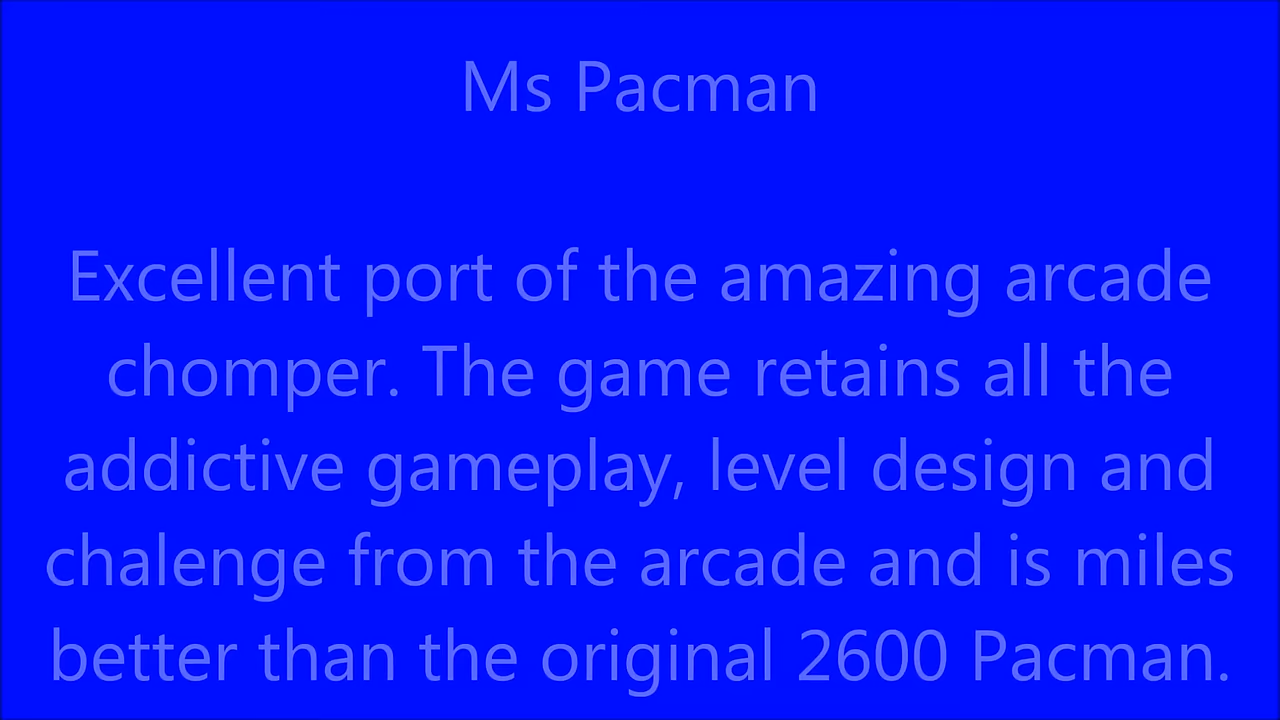 Ms Pacman
Excellent port of the amazing arcade
chomper. The game retains all the
addictive gameplay, level design and
chalenge from the arcade and is miles
better than the original 2600 Pacman.